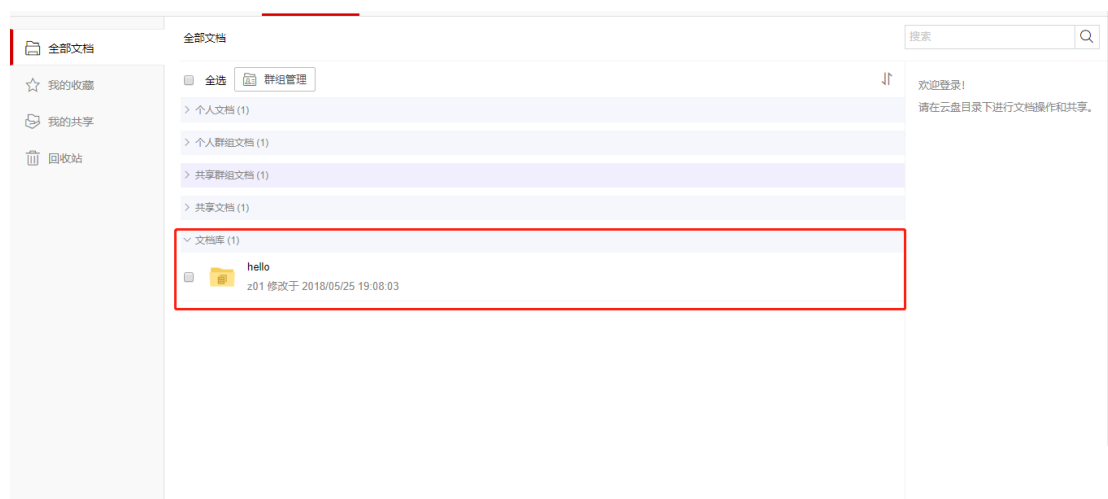 全部文档
我的收藏
我的共享
回收站
全部文档
全选 群组管理
个人文档 (1)
个人群组文档 (1)
共享群组文档 (1)
共享文档 (1)
文档库 (1)
hello
z01 修改于 2018/05/25 19:08:03
搜索
欢迎登录!
请在云盘目录下进行文档操作和共享。